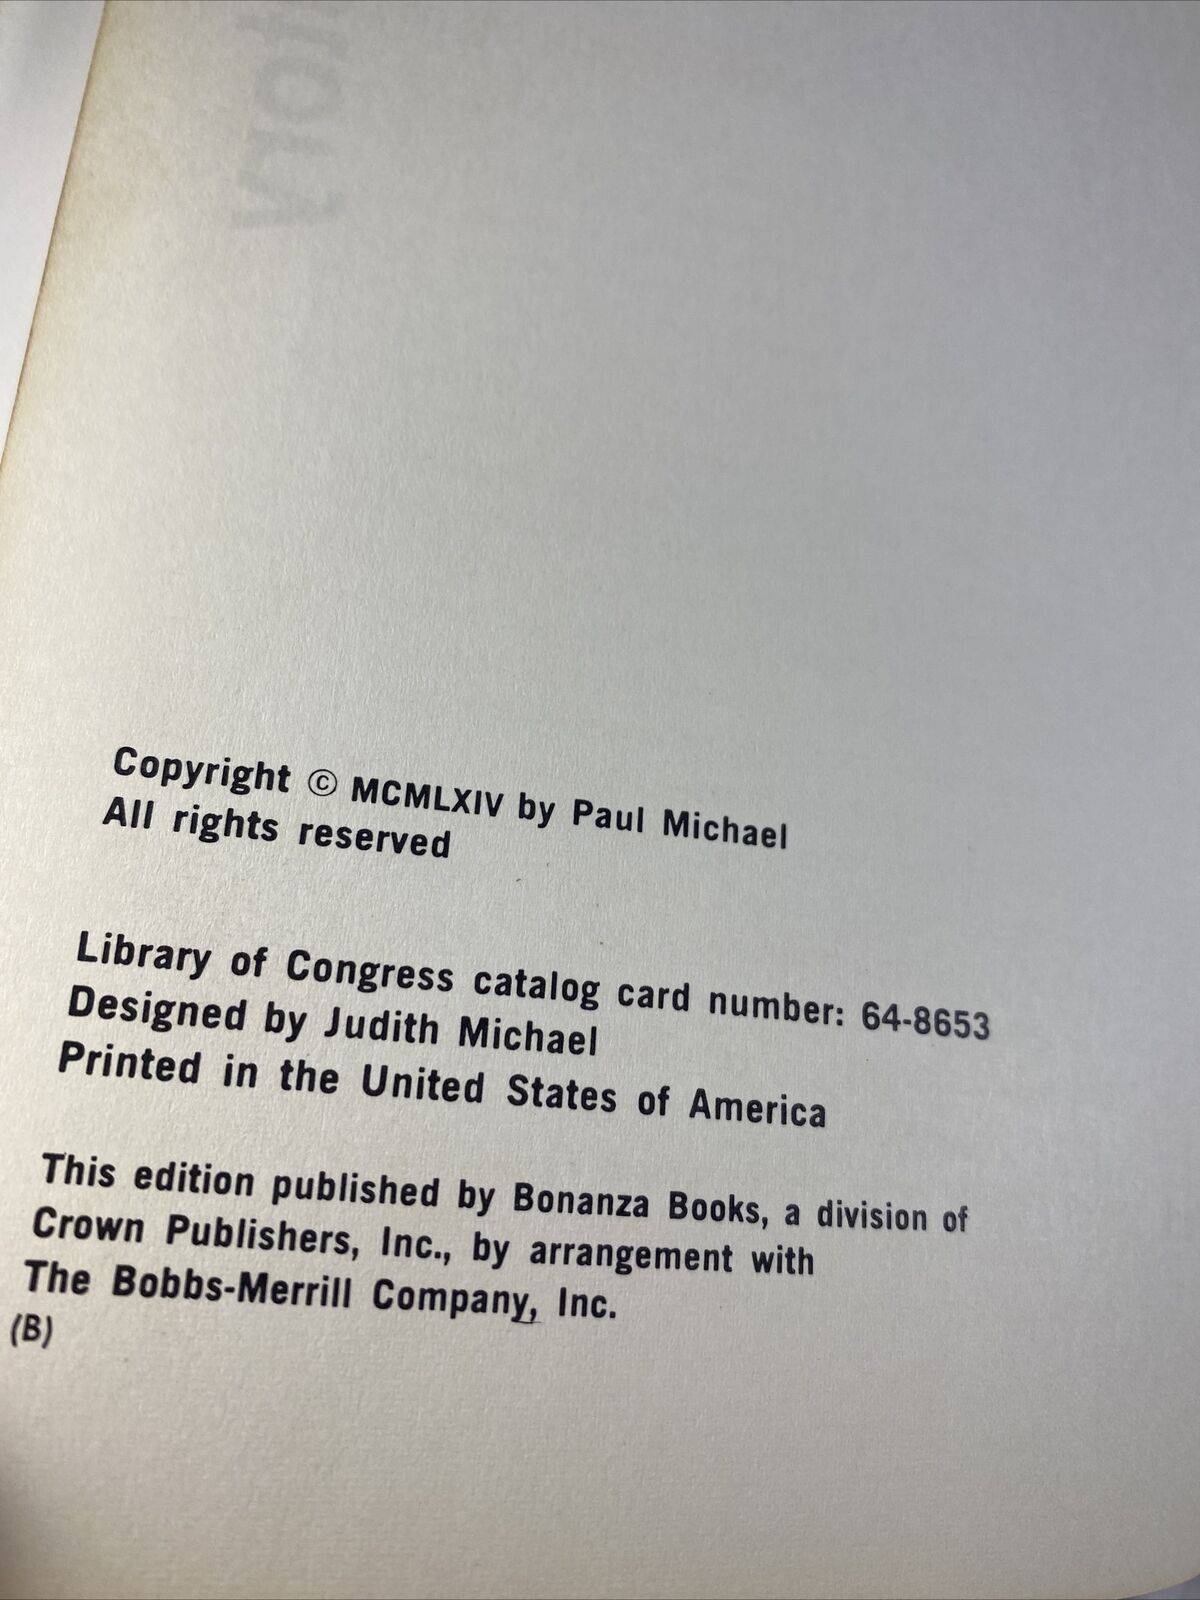 Copyright © MCMLXIV by Paul Michael
All rights reserved
Library of Congress catalog card number: 64-8653
Designed by Judith Michael
Printed in the United States of America
This edition published by Bonanza Books, a division of
Crown Publishers, Inc., by arrangement with
The Bobbs-Merrill Company, Inc.
(B)